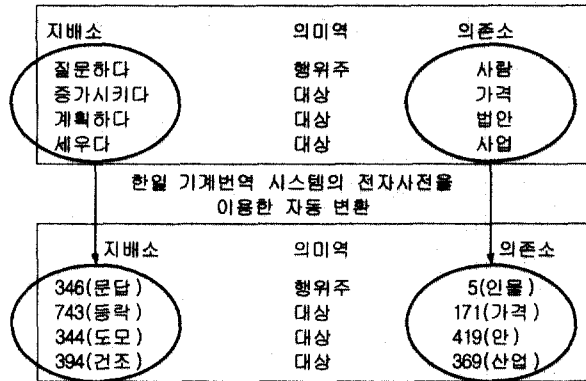 지배소 의미역 의존소
질문하다 행위주 사람
증가시키다 대상 가격
계획하다 대상 법안
세우다 대상 사업
한일 기계번역 시스템의 전자사전을
이용한 자동 변환
지배소 의미역 의존소
346(문답) 행위주 5(인물)
743(등락) 대상 171(가격)
344(도모) 대상 419(안)
394(건조) 대상 369(산업)